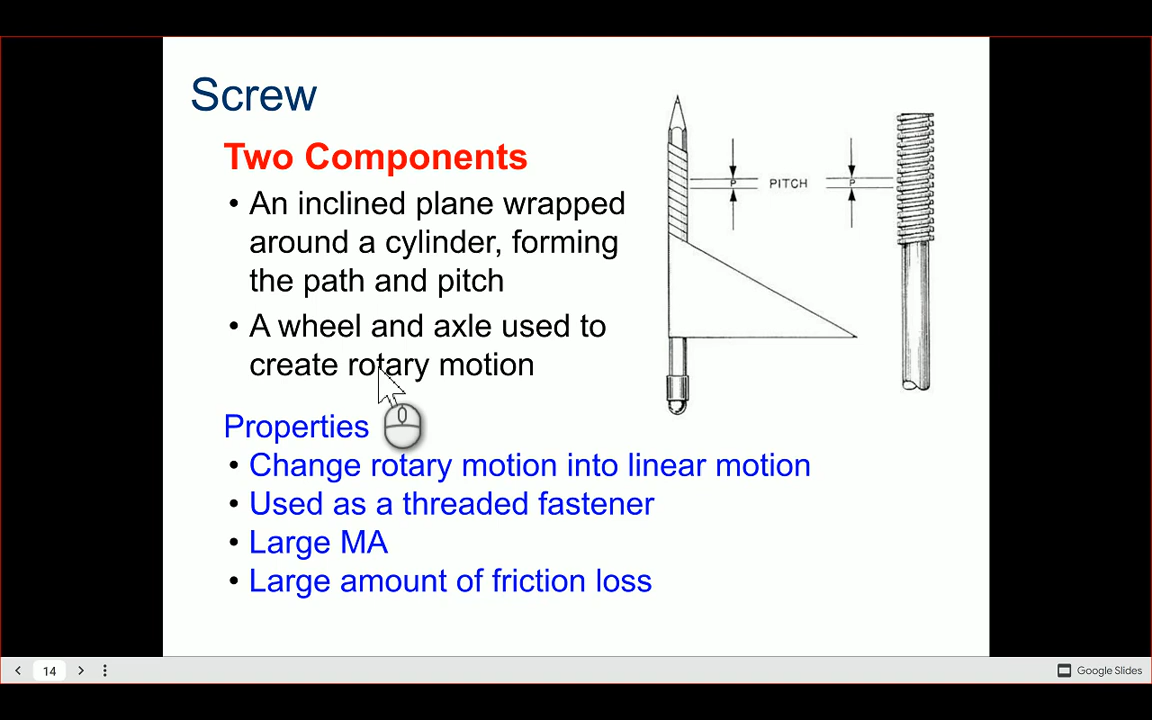 Screw
Two Components
• An inclined plane wrapped
around a cylinder, forming
the path and pitch
• A wheel and axle used to
create rotary motion
P PITCH P
Properties
• Change rotary motion into linear motion
• Used as a threaded fastener
• Large MA
• Large amount of friction loss
14
Google Slides